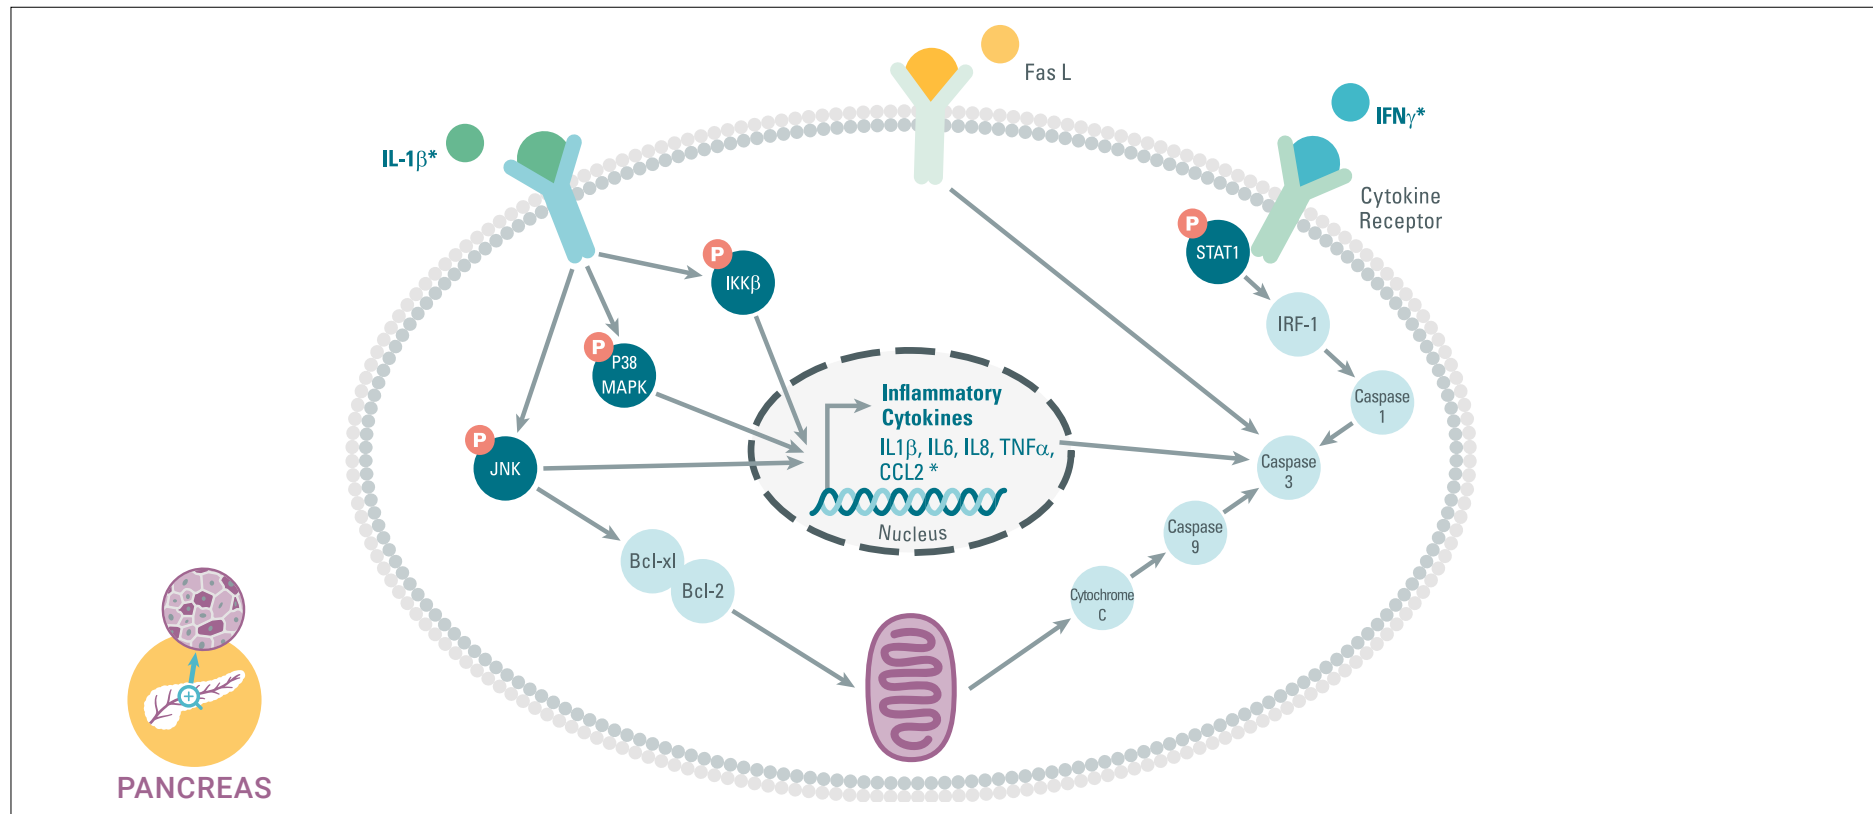 Fas L
IFNγ*
IL-1β*
Cytokine
Receptor
P
STAT1
P
IKKβ
IRF-1
P
P38
MAPK
Inflammatory
Cytokines
IL1β, IL6, IL8, TNFα,
CCL2 *
Nucleus
Caspase
1
P
JNK
Caspase
3
Caspase
9
Bcl-xl
Bcl-2
Cytochrome
C
PANCREAS